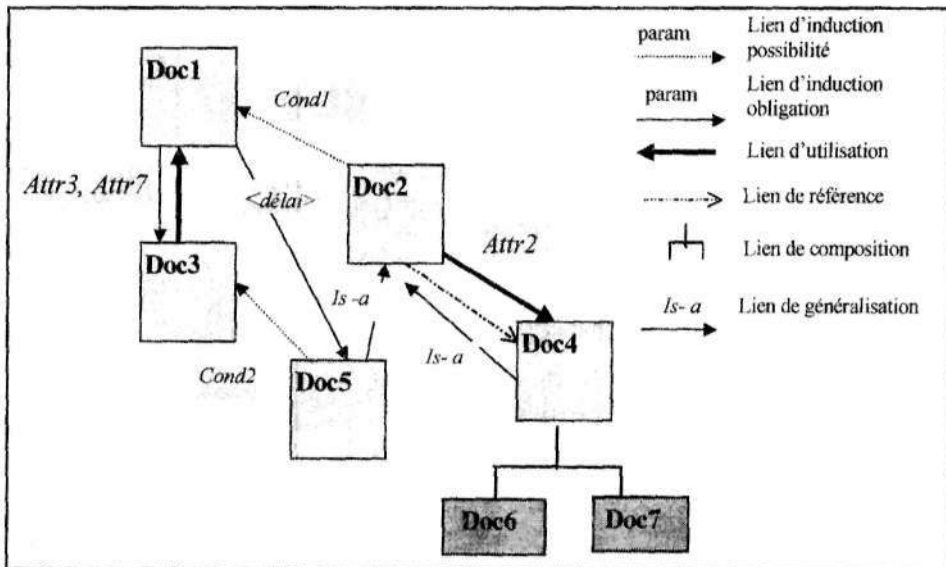 Doc1
Cond1
Attr3, Attr7
<délai>
Doc2
Attr2
Doc3
Is -a
Is- a
Doc4
Cond2
Doc5
Doc6
Doc7
param
Lien d'induction
possibilité
param
Lien d'induction
obligation
Lien d'utilisation
Lien de référence
Lien de composition
Is- a
Lien de généralisation